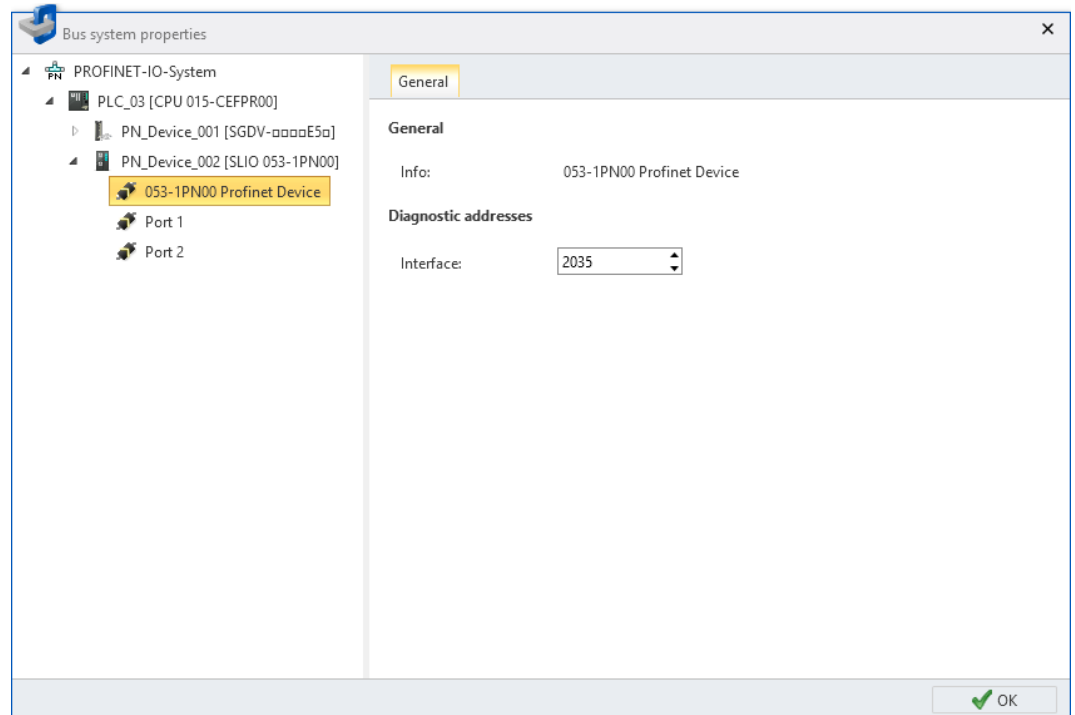 Bus system properties
PROFINET-IO-System
PN
PLC_03 [CPU 015-CEFPR00]
PN_Device_001 [SGDV-□□□□E5□]
PN_Device_002 [SLIO 053-1PN00]
053-1PN00 Profinet Device
Port 1
Port 2
General
General
Info: 053-1PN00 Profinet Device
Diagnostic addresses
Interface: 2035
OK